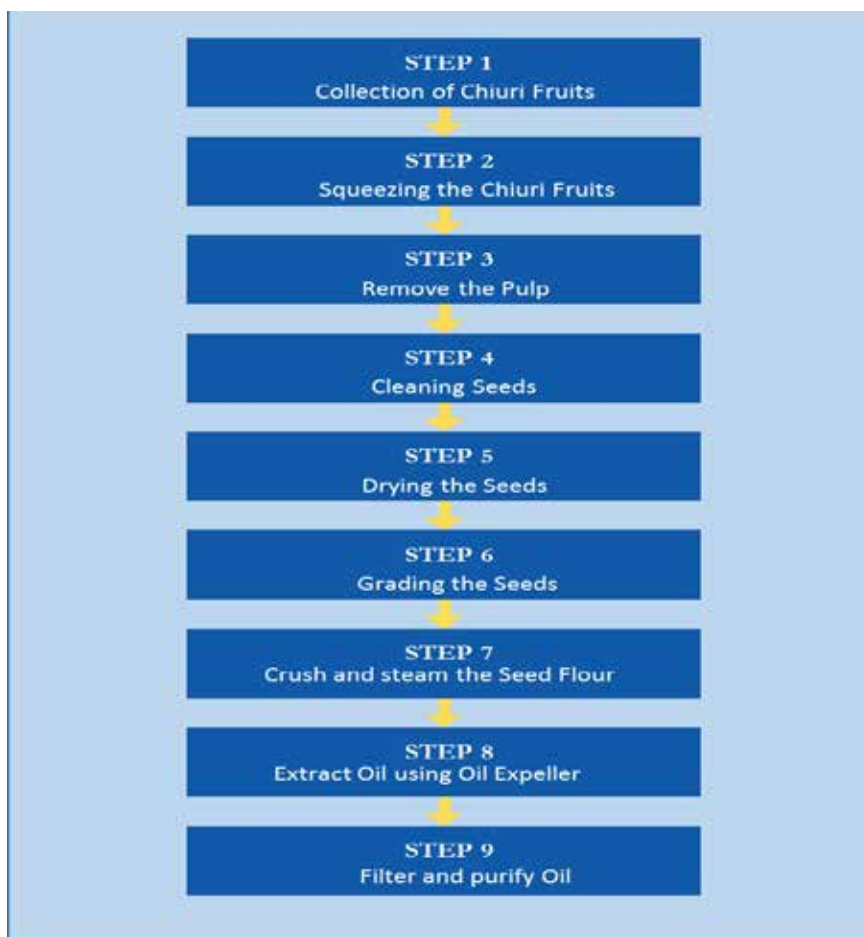 STEP 1
Collection of Chiuri Fruits
STEP 2
Squeezing the Chiuri Fruits
STEP 3
Remove the Pulp
STEP 4
Cleaning Seeds
STEP 5
Drying the Seeds
STEP 6
Grading the Seeds
STEP 7
Crush and steam the Seed Flour
STEP 8
Extract Oil using Oil Expeller
STEP 9
Filter and purify Oil